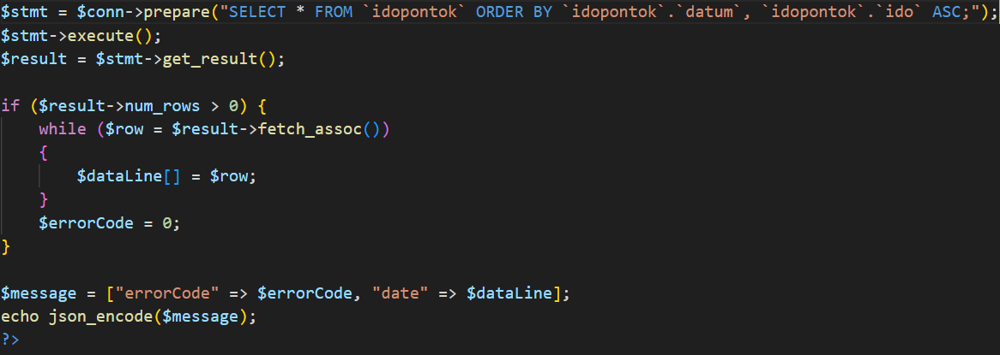 $stmt = $conn->prepare("SELECT * FROM `idopontok` ORDER BY `idopontok`.`datum`, `idopontok`.`ido` ASC;");
$stmt->execute();
$result = $stmt->get_result();

if ($result->num_rows > 0) {
    while ($row = $result->fetch_assoc())
    {
        $dataLine[] = $row;
    }
    $errorCode = 0;
}

$message = ["errorCode" => $errorCode, "date" => $dataLine];
echo json_encode($message);
?>